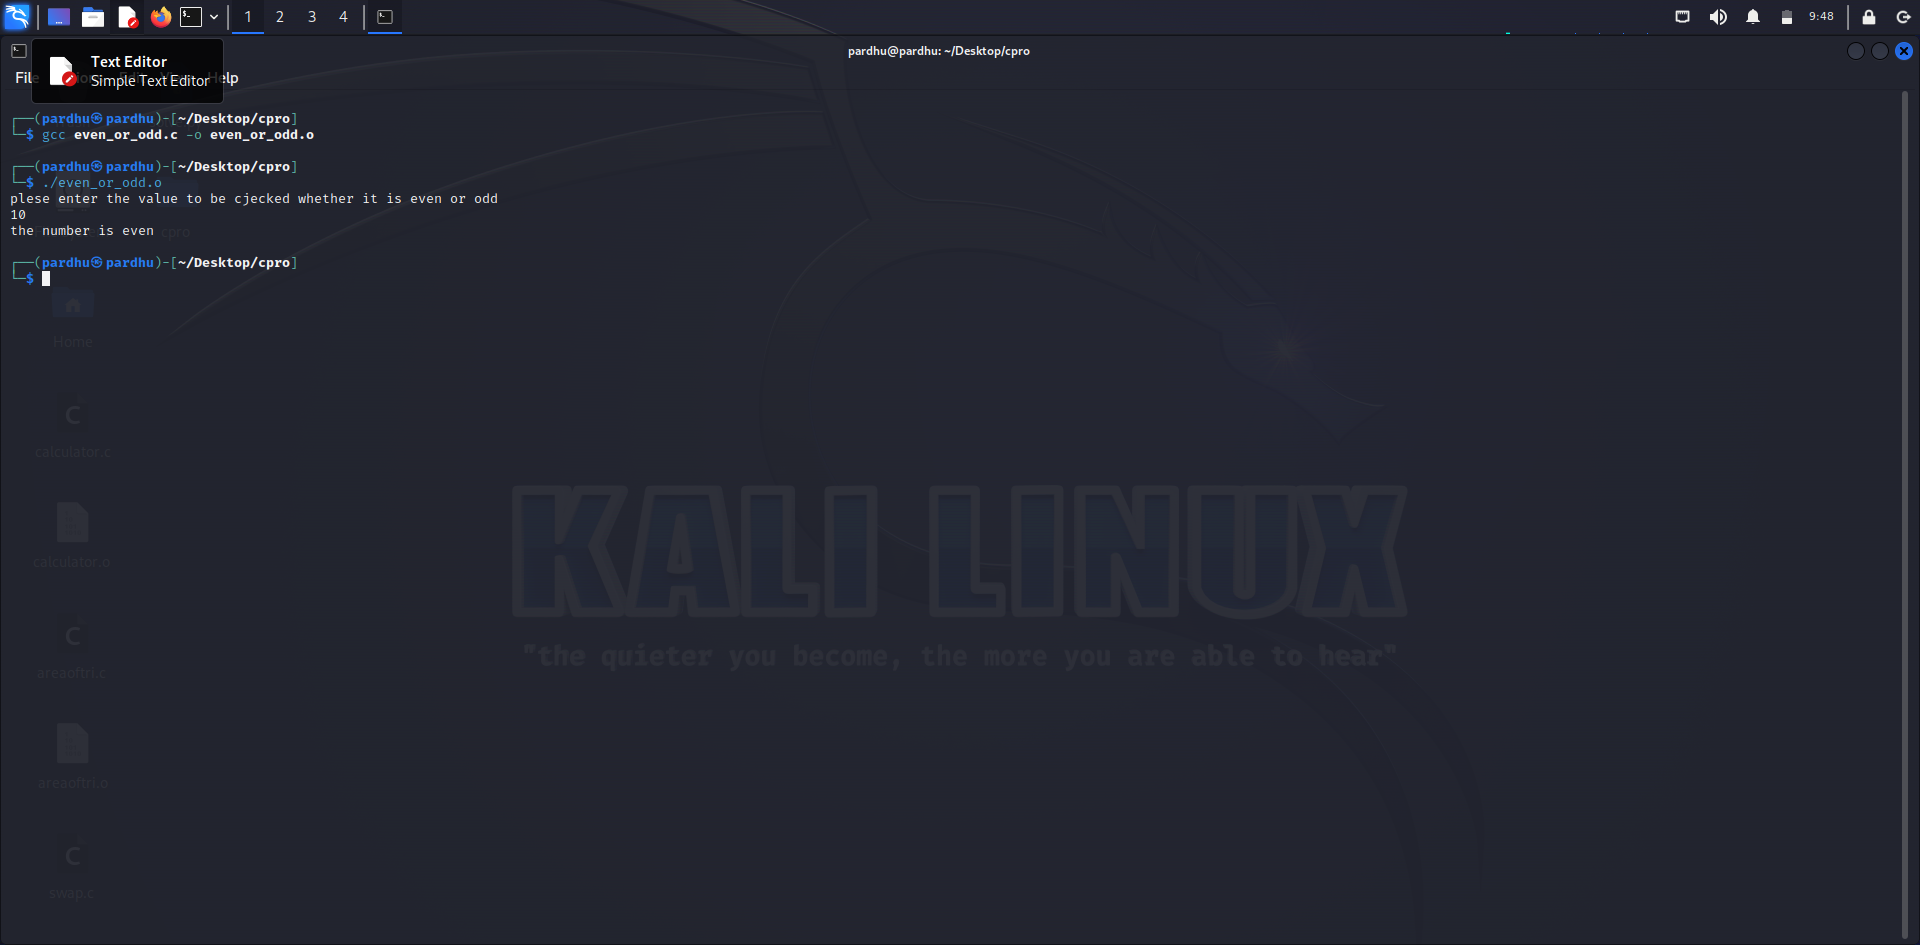 1 2 3 4
9:48
pardhu@pardhu: ~/Desktop/cpro
Text Editor
Simple Text Editor
File Help
┌──(pardhu㉿pardhu)-[~/Desktop/cpro]
└─$ gcc even_or_odd.c -o even_or_odd.o
┌──(pardhu㉿pardhu)-[~/Desktop/cpro]
└─$ ./even_or_odd.o
plese enter the value to be cjecked whether it is even or odd
10
the number is even
┌──(pardhu㉿pardhu)-[~/Desktop/cpro]
└─$
cpro
Home
calculator.c
calculator.o
areaoftri.c
areaoftri.o
swap.c
KALI LINUX
"the quieter you become, the more you are able to hear"